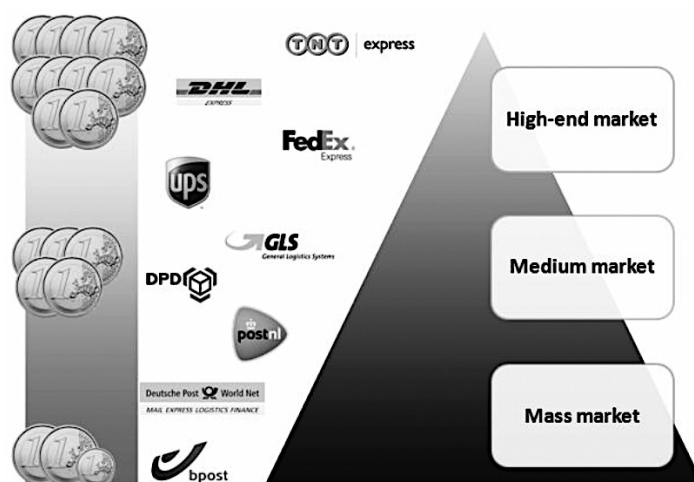 TNT express
DHL
EXPRESS
High-end market
FedEx.
Express
ups
GLS
General Logistics Systems
DPD
Medium market
postnl
Deutsche Post World Net
MAIL EXPRESS LOGISTICS FINANCE
Mass market
bpost